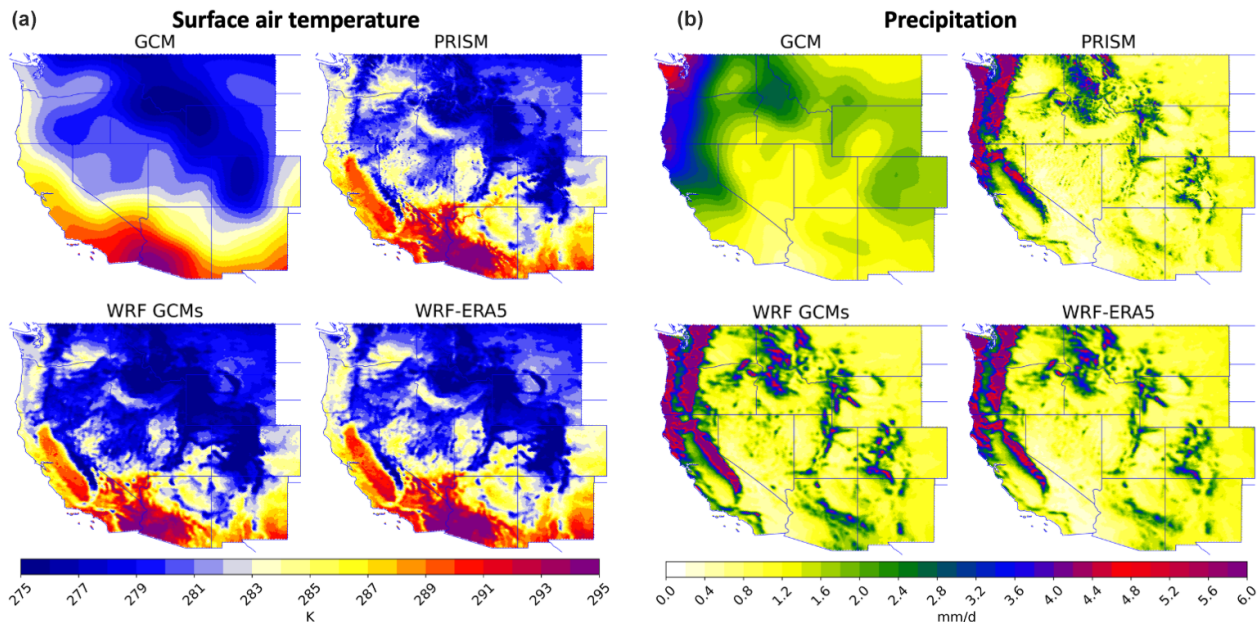 (a) Surface air temperature
GCM PRISM
WRF GCMs WRF-ERA5
275 277 279 281 283 285 287 289 291 293 295
K
(b) Precipitation
GCM PRISM
WRF GCMs WRF-ERA5
0.0 0.4 0.8 1.2 1.6 2.0 2.4 2.8 3.2 3.6 4.0 4.4 4.8 5.2 5.6 6.0
mm/d